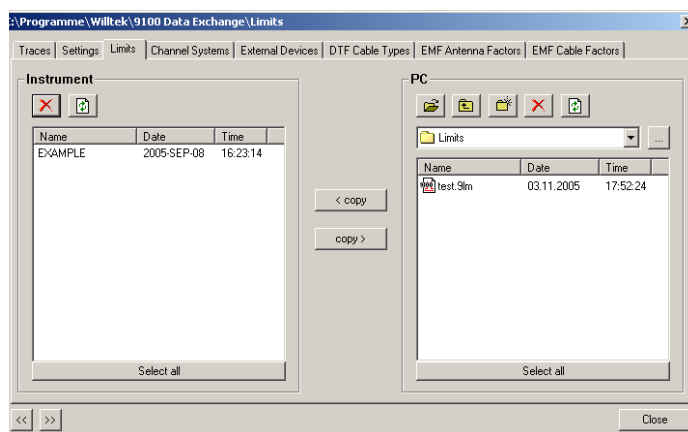 :\Programme\Willtek\9100 Data Exchange\Limits
Traces Settings Limits Channel Systems External Devices DTF Cable Types EMF Antenna Factors EMF Cable Factors
Instrument
Name Date Time
EXAMPLE 2005-SEP-08 16:23:14
Select all
< copy
copy >
PC
Limits ...
Name Date Time
test.9lm 03.11.2005 17:52:24
Select all
<< >> Close